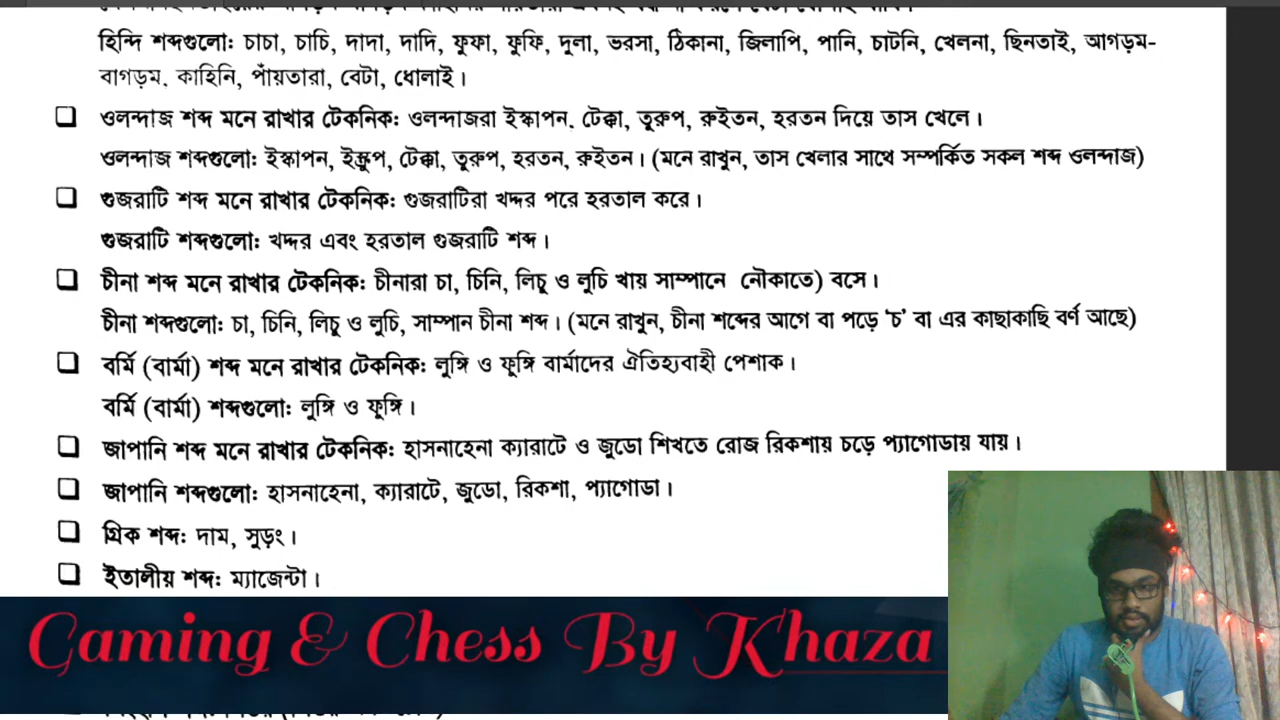 হিন্দি শব্দগুলো: চাচা, চাচি, দাদা, দাদি, ফুফা, ফুফি, দুলা, ভরসা, ঠিকানা, জিলাপি, পানি, চাটনি, খেলনা, ছিনতাই, আগড়ম-
বাগড়ম, কাহিনি, পাঁয়তারা, বেটা, ধোলাই।
ওলন্দাজ শব্দ মনে রাখার টেকনিক: ওলন্দাজরা ইস্কাপন, টেক্কা, তুরুপ, রুইতন, হরতন দিয়ে তাস খেলে।
ওলন্দাজ শব্দগুলো: ইস্কাপন, ইস্ক্রুপ, টেক্কা, তুরুপ, হরতন, রুইতন। (মনে রাখুন, তাস খেলার সাথে সম্পর্কিত সকল শব্দ ওলন্দাজ)
গুজরাটি শব্দ মনে রাখার টেকনিক: গুজরাটিরা খদ্দর পরে হরতাল করে।
গুজরাটি শব্দগুলো: খদ্দর এবং হরতাল গুজরাটি শব্দ।
চীনা শব্দ মনে রাখার টেকনিক: চীনারা চা, চিনি, লিচু ও লুচি খায় সাম্পানে নৌকাতে) বসে।
চীনা শব্দগুলো: চা, চিনি, লিচু ও লুচি, সাম্পান চীনা শব্দ। (মনে রাখুন, চীনা শব্দের আগে বা পড়ে ‘চ’ বা এর কাছাকাছি বর্ণ আছে)
বর্মি (বার্মা) শব্দ মনে রাখার টেকনিক: লুঙ্গি ও ফুঙ্গি বার্মাদের ঐতিহ্যবাহী পেশাক।
বর্মি (বার্মা) শব্দগুলো: লুঙ্গি ও ফুঙ্গি।
জাপানি শব্দ মনে রাখার টেকনিক: হাসনাহেনা ক্যারাটে ও জুডো শিখতে রোজ রিকশায় চড়ে প্যাগোডায় যায়।
জাপানি শব্দগুলো: হাসনাহেনা, ক্যারাটে, জুডো, রিকশা, প্যাগোডা।
গ্রিক শব্দ: দাম, সুড়ং।
ইতালীয় শব্দ: ম্যাজেন্টা।
Gaming & Chess By Khaza